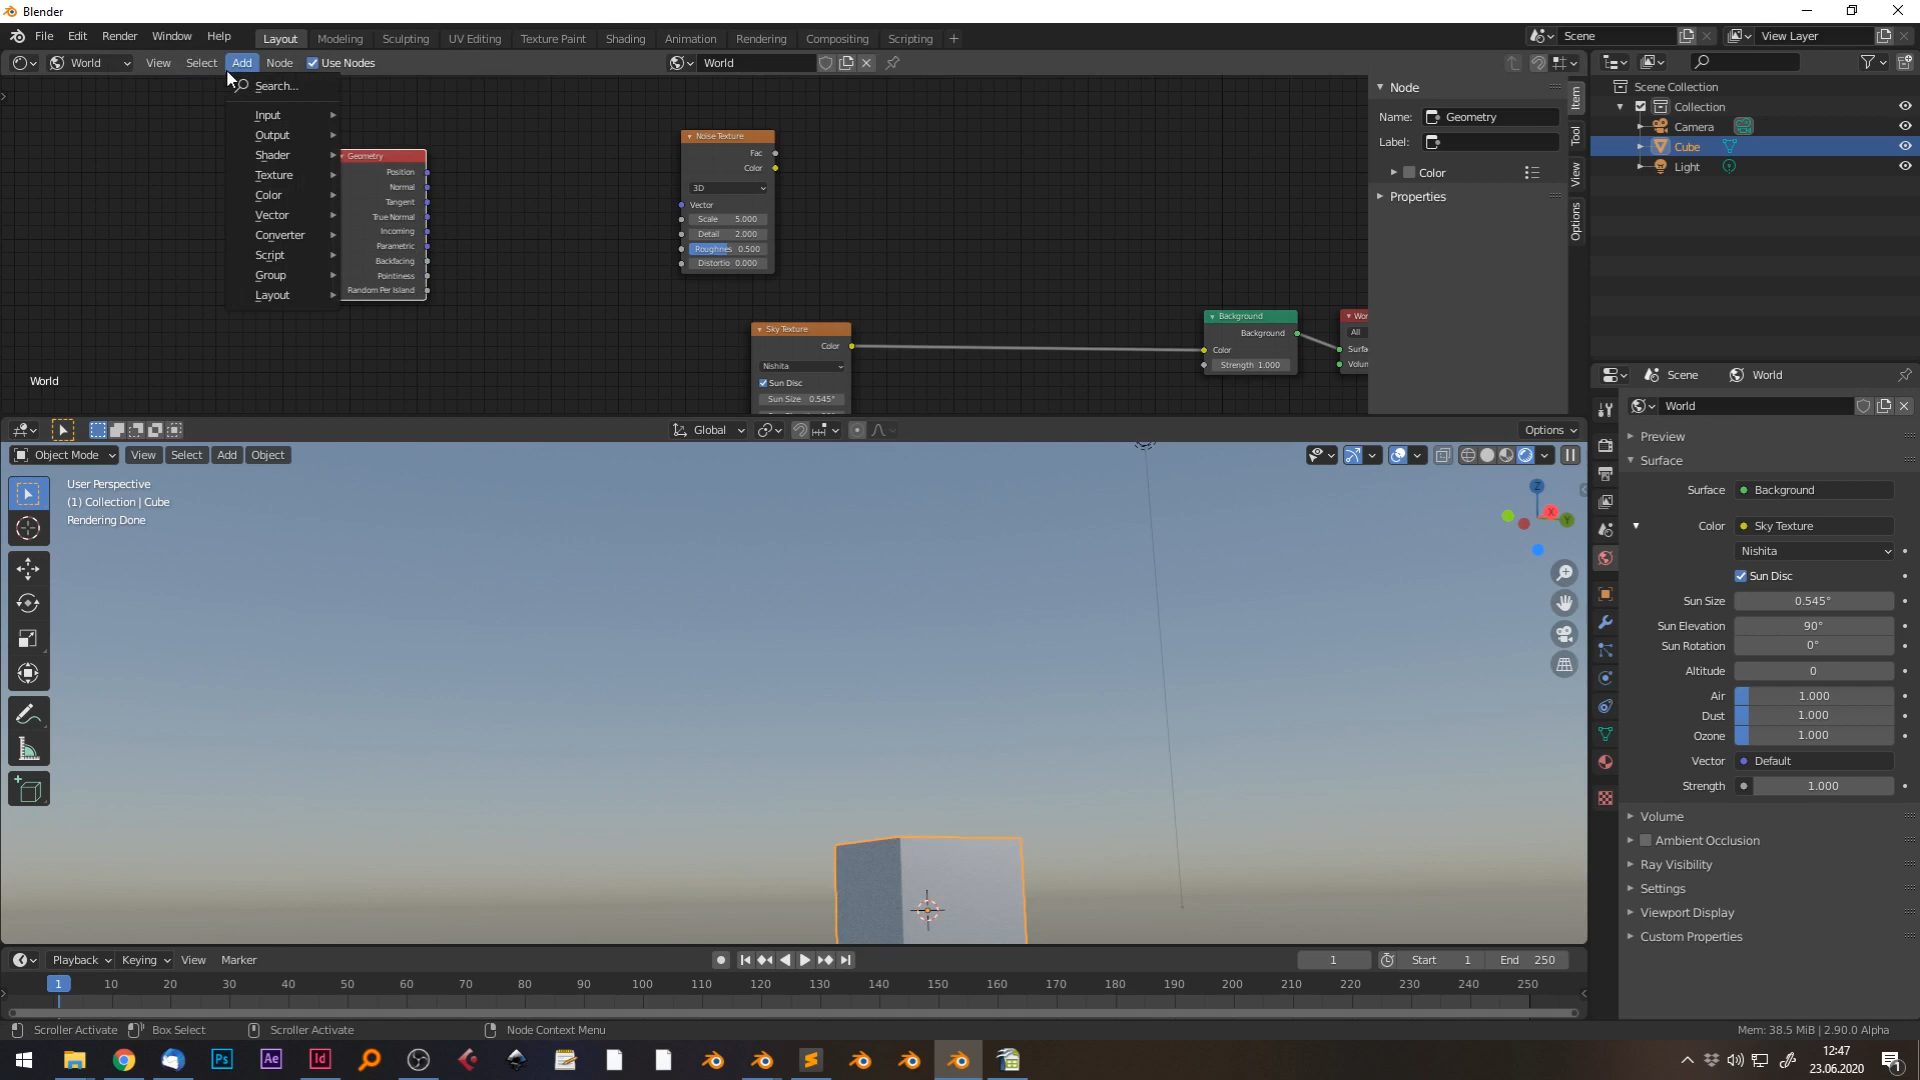 Blender
File Edit Render Window Help Layout Modeling Sculpting UV Editing Texture Paint Shading Animation Rendering Compositing Scripting + Scene View Layer
World View Select Add Node Use Nodes World
Search...
Input
Output
Shader
Texture
Color
Vector
Converter
Script
Group
Layout
Geometry
Position
Normal
Tangent
True Normal
Incoming
Parametric
Backfacing
Pointiness
Random Per Island
Noise Texture
Fac
Color
3D
Vector
Scale 5.000
Detail 2.000
Roughnes 0.500
Distortio 0.000
Sky Texture
Color
Nishita
Sun Disc
Sun Size 0.545°
Background
Background
Color
Strength 1.000
Wor
All
Surfac
Volun
World
Node
Name: Geometry
Label:
Color
Properties
Item
Tool
View
Options
Scene Collection
Collection
Camera
Cube
Light
Global Options
Object Mode View Select Add Object
User Perspective
(1) Collection | Cube
Rendering Done
Z
X
Y
Scene World
World
Preview
Surface
Surface Background
Color Sky Texture
Nishita
Sun Disc
Sun Size 0.545°
Sun Elevation 90°
Sun Rotation 0°
Altitude 0
Air 1.000
Dust 1.000
Ozone 1.000
Vector Default
Strength 1.000
Volume
Ambient Occlusion
Ray Visibility
Settings
Viewport Display
Custom Properties
Playback Keying View Marker 1 Start 1 End 250
1 10 20 30 40 50 60 70 80 90 100 110 120 130 140 150 160 170 180 190 200 210 220 230 240 250
Scroller Activate Box Select Scroller Activate Node Context Menu Mem: 38.5 MiB | 2.90.0 Alpha
Ps Ae Id
12:47
23.06.2020
1